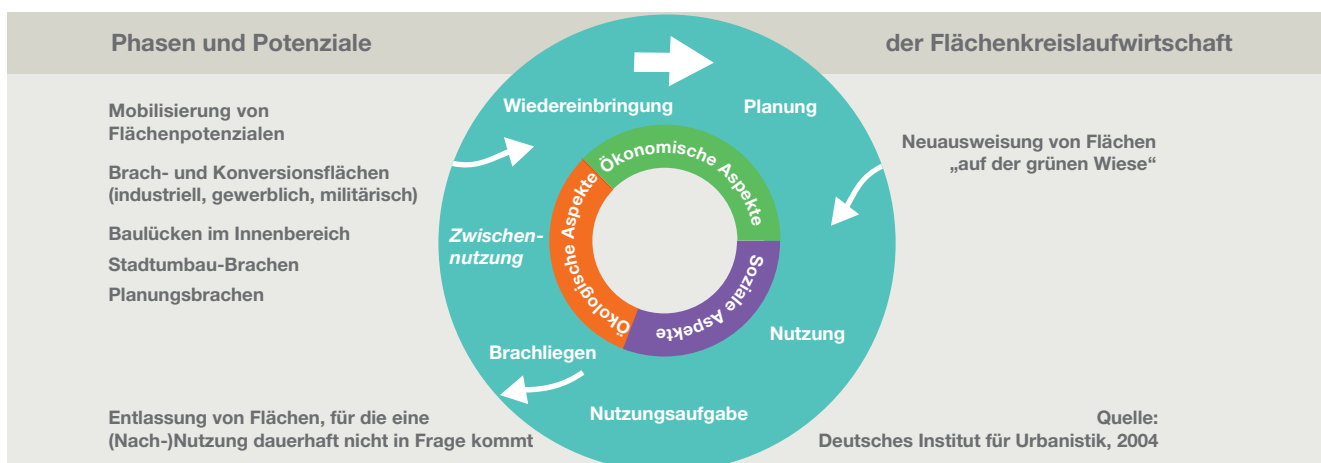 Phasen und Potenziale
der Flächenkreislaufwirtschaft
Mobilisierung von
Flächenpotenzialen
Brach- und Konversionsflächen
(industriell, gewerblich, militärisch)
Baulücken im Innenbereich
Stadtumbau-Brachen
Planungsbrachen
Entlassung von Flächen, für die eine
(Nach-)Nutzung dauerhaft nicht in Frage kommt
Wiedereinbringung
Planung
Zwischen-
nutzung
Brachliegen
Nutzungsaufgabe
Nutzung
Ökonomische Aspekte
Ökologische Aspekte
Soziale Aspekte
Neuausweisung von Flächen
„auf der grünen Wiese“
Quelle:
Deutsches Institut für Urbanistik, 2004